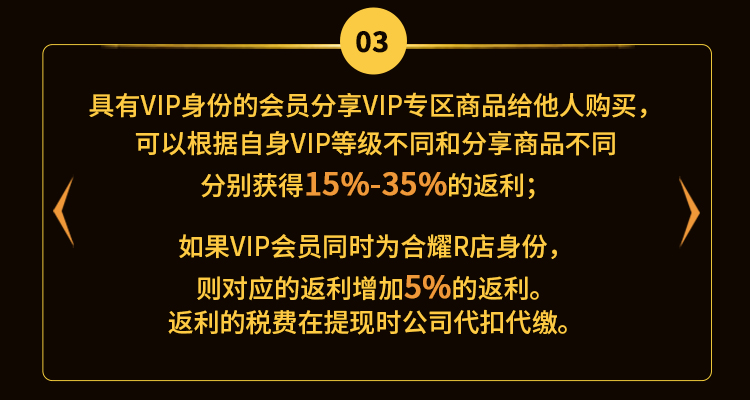 03
具有VIP身份的会员分享VIP专区商品给他人购买，
可以根据自身VIP等级不同和分享商品不同
分别获得15%-35%的返利；
如果VIP会员同时为合耀R店身份，
则对应的返利增加5%的返利。
返利的税费在提现时公司代扣代缴。